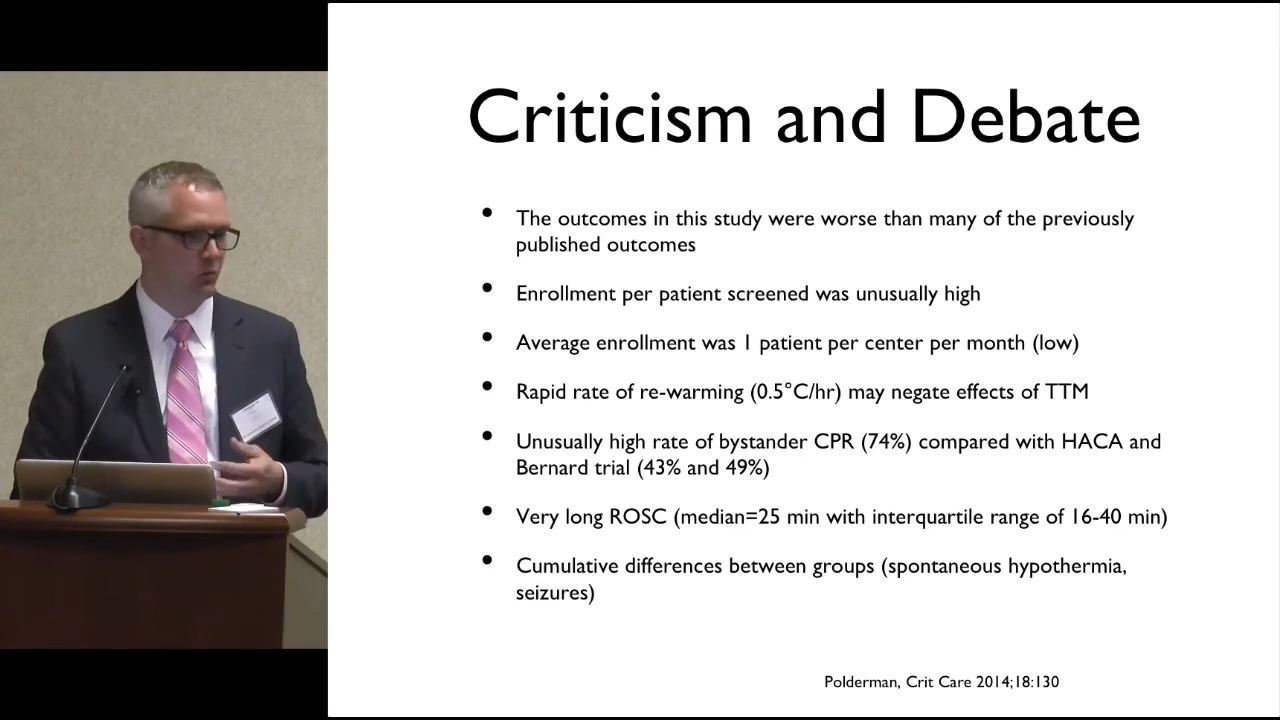 Criticism and Debate
• The outcomes in this study were worse than many of the previously
published outcomes
• Enrollment per patient screened was unusually high
• Average enrollment was 1 patient per center per month (low)
• Rapid rate of re-warming (0.5°C/hr) may negate effects of TTM
• Unusually high rate of bystander CPR (74%) compared with HACA and
Bernard trial (43% and 49%)
• Very long ROSC (median=25 min with interquartile range of 16-40 min)
• Cumulative differences between groups (spontaneous hypothermia,
seizures)
Polderman, Crit Care 2014;18:130